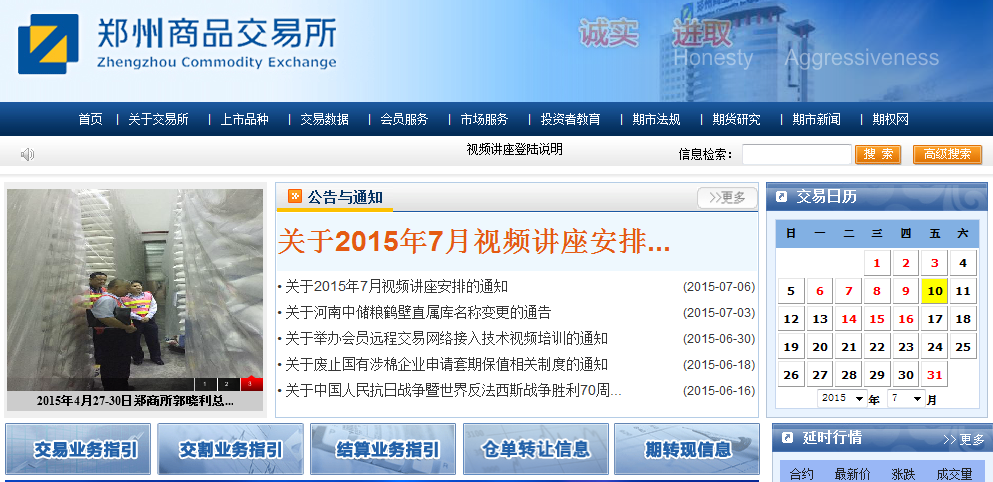 郑州商品交易所
Zhengzhou Commodity Exchange
诚实 进取
Honesty Aggressiveness
首页 | 关于交易所 | 上市品种 | 交易数据 | 会员服务 | 市场服务 | 投资者教育 | 期市法规 | 期货研究 | 期市新闻 | 期权网
视频讲座登陆说明 信息检索: 搜 索 高级搜索
1 2 3
2015年4月27-30日郑商所郭晓利总...
公告与通知 >>更多
关于2015年7月视频讲座安排...
• 关于2015年7月视频讲座安排的通知 (2015-07-06)
• 关于河南中储粮鹤壁直属库名称变更的通告 (2015-07-03)
• 关于举办会员远程交易网络接入技术视频培训的通知 (2015-06-30)
• 关于废止国有涉棉企业申请套期保值相关制度的通知 (2015-06-18)
• 关于中国人民抗日战争暨世界反法西斯战争胜利70周... (2015-06-16)
交易日历
日 一 二 三 四 五 六
1 2 3 4
5 6 7 8 9 10 11
12 13 14 15 16 17 18
19 20 21 22 23 24 25
26 27 28 29 30 31
2015 年 7 月
交易业务指引 交割业务指引 结算业务指引 仓单转让信息 期转现信息
延时行情 >>更多
合约 最新价 涨跌 成交量